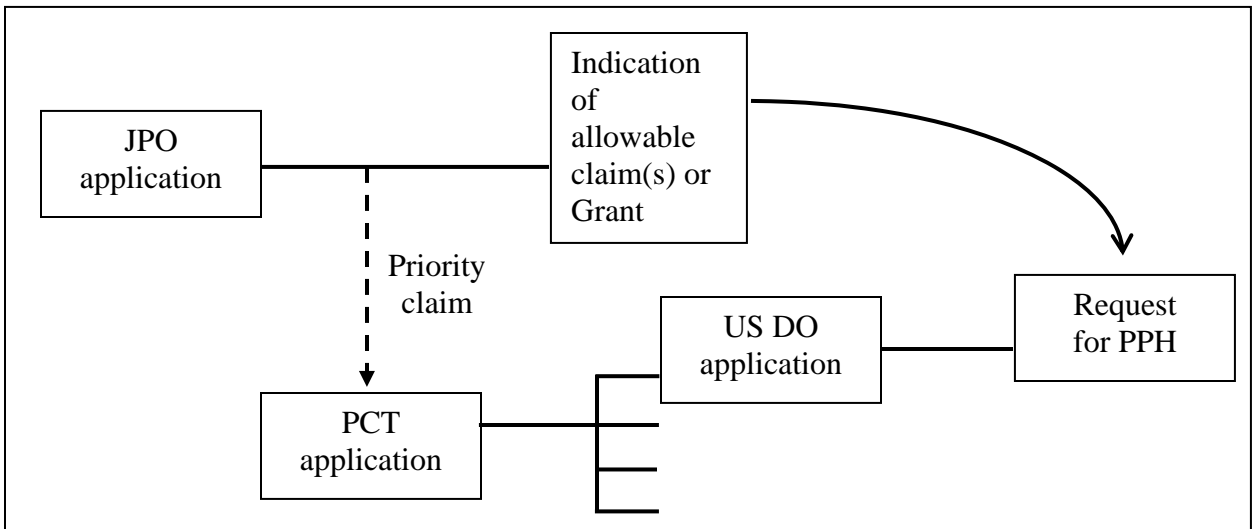 JPO
application
Indication
of
allowable
claim(s) or
Grant
Priority
claim
PCT
application
US DO
application
Request
for PPH